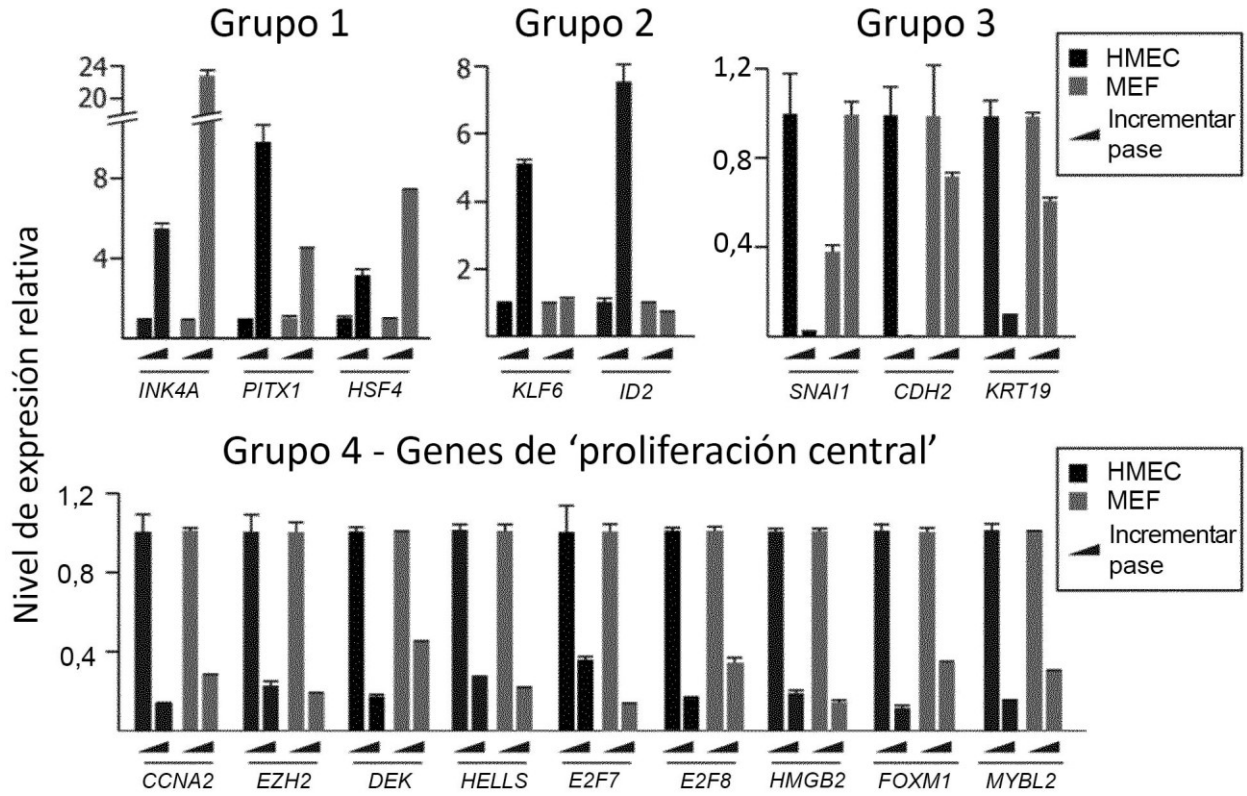 Grupo 1
Grupo 2
Grupo 3
HMEC
MEF
Incrementar
pase
Nivel de expresión relativa
24
20
8
4
8
6
4
2
1,2
0,8
0,4
INK4A PITX1 HSF4
KLF6 ID2
SNAI1 CDH2 KRT19
Grupo 4 - Genes de ‘proliferación central’
HMEC
MEF
Incrementar
pase
1,2
0,8
0,4
CCNA2 EZH2 DEK HELLS E2F7 E2F8 HMGB2 FOXM1 MYBL2